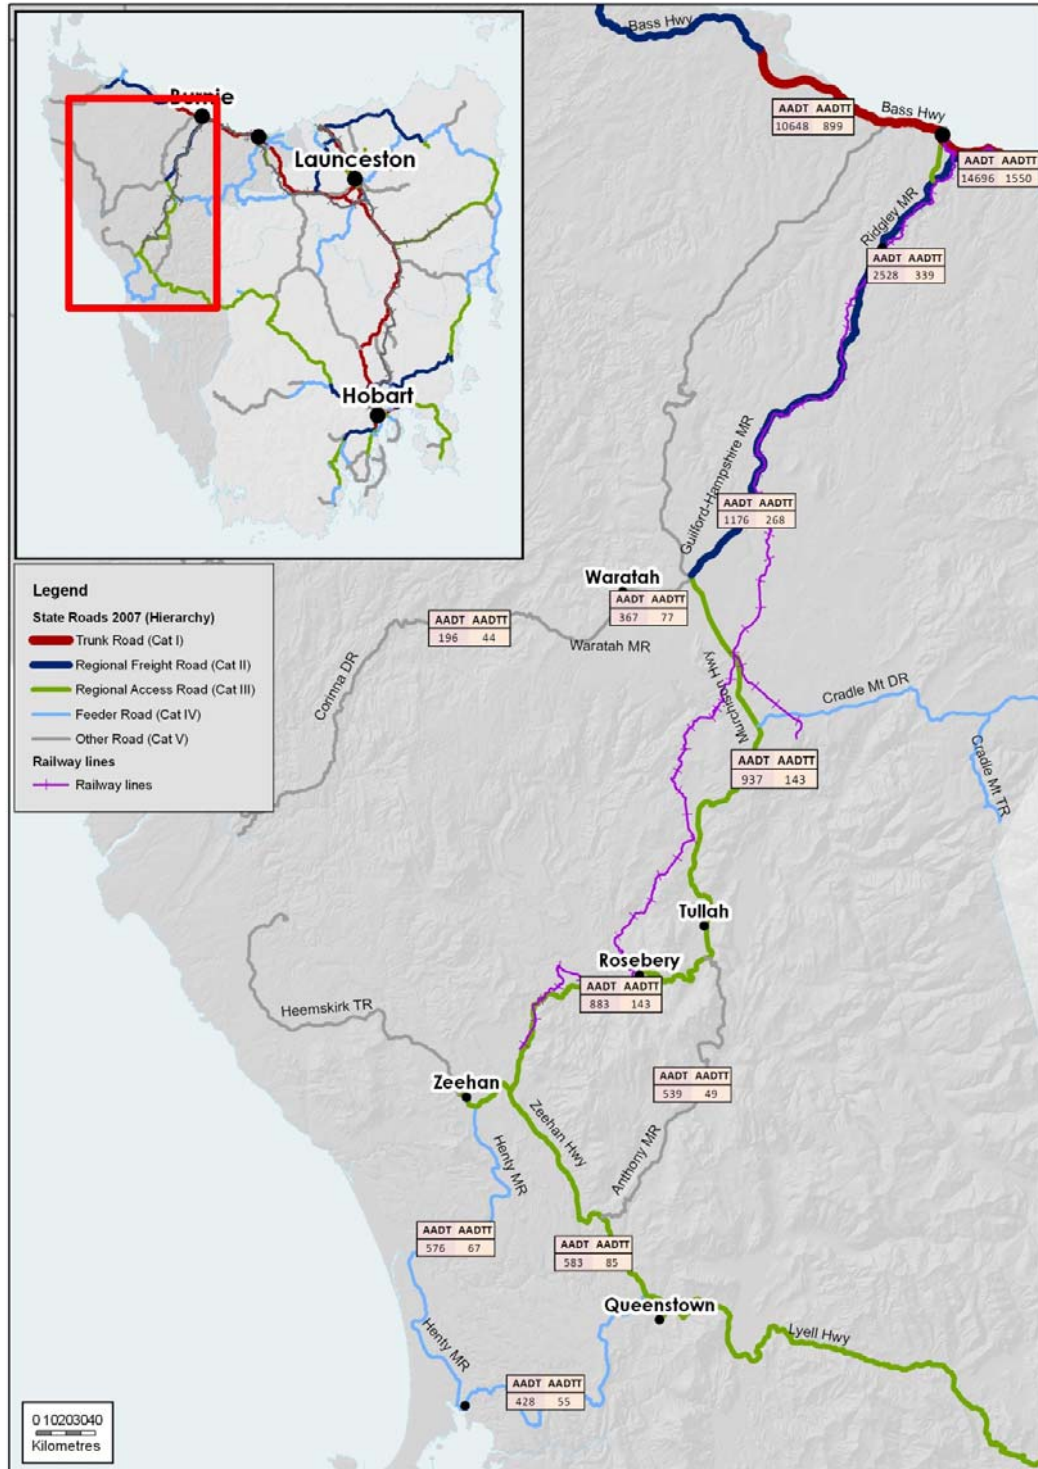 Bass Hwy
Burnie
Launceston
Hobart
AADT AADTT
10648 899
Bass Hwy
AADT AADTT
14696 1550
Ridgley MR
AADT AADTT
2528 339
Guilford-Hampshire MR
AADT AADTT
1176 268
Legend
State Roads 2007 (Hierarchy)
Trunk Road (Cat I)
Regional Freight Road (Cat II)
Regional Access Road (Cat III)
Feeder Road (Cat IV)
Other Road (Cat V)
Railway lines
Railway lines
Waratah
AADT AADTT
367 77
AADT AADTT
196 44
Waratah MR
Corinna DR
Murchison Hwy
Cradle Mt DR
Cradle Mt TR
AADT AADTT
937 143
Tullah
Rosebery
AADT AADTT
883 143
Heemskirk TR
Zeehan
AADT AADTT
539 49
Zeehan Hwy
Anthony MR
Henty MR
AADT AADTT
576 67
AADT AADTT
583 85
Queenstown
Lyell Hwy
Henty MR
AADT AADTT
428 55
0 10203040
Kilometres